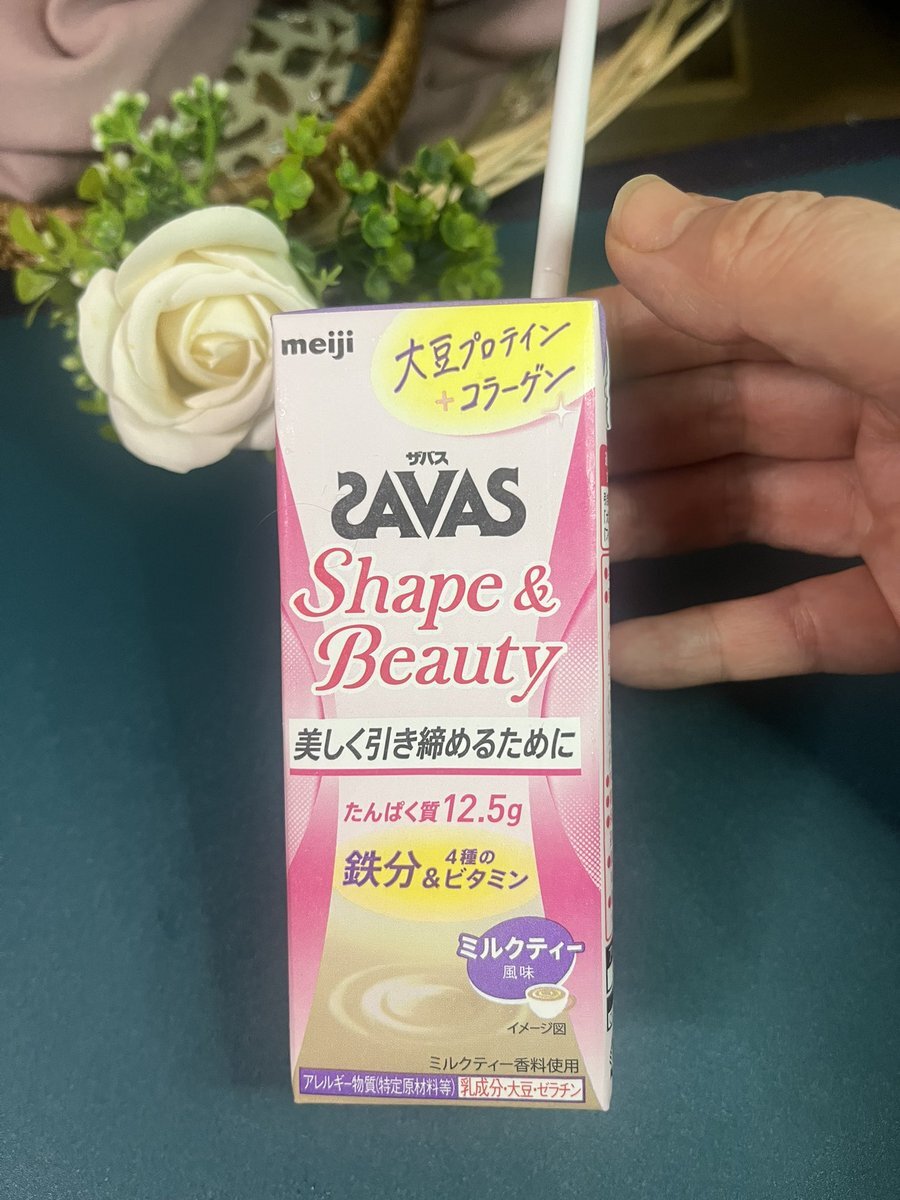 meiji
大豆プロテイン
+コラーゲン
ザバス
SAVAS
Shape &
Beauty
美しく引き締めるために
たんぱく質12.5g
鉄分&4種のビタミン
ミルクティー
風味
イメージ図
ミルクティー香料使用
アレルギー物質(特定原材料等) 乳成分・大豆・ゼラチン